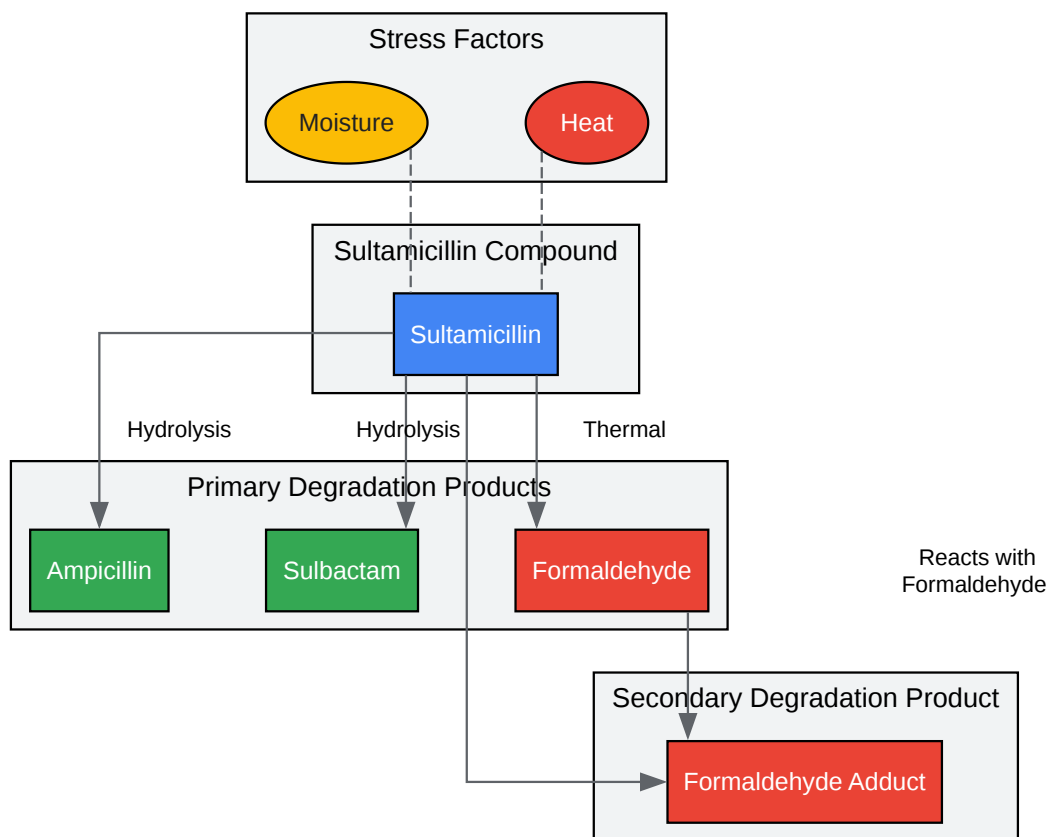 Stress Factors
Moisture
Heat
Sultamicillin Compound
Sultamicillin
Hydrolysis
Hydrolysis
Thermal
Primary Degradation Products
Ampicillin
Sulbactam
Formaldehyde
Reacts with
Formaldehyde
Secondary Degradation Product
Formaldehyde Adduct